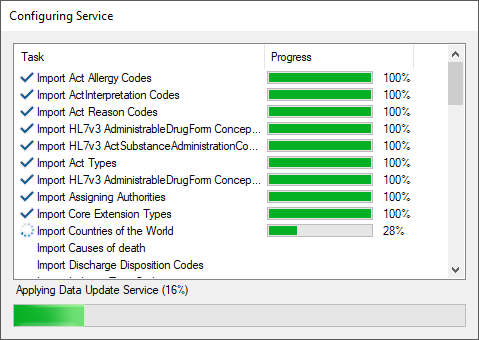 Configuring Service
Task Progress
Import Act Allergy Codes 100%
Import ActInterpretation Codes 100%
Import Act Reason Codes 100%
Import HL7v3 AdministrableDrugForm Concep... 100%
Import HL7v3 ActSubstanceAdministrationCo... 100%
Import Act Types 100%
Import HL7v3 AdministrableDrugForm Concep... 100%
Import Assigning Authorities 100%
Import Core Extension Types 100%
Import Countries of the World 28%
Import Causes of death
Import Discharge Disposition Codes
Applying Data Update Service (16%)